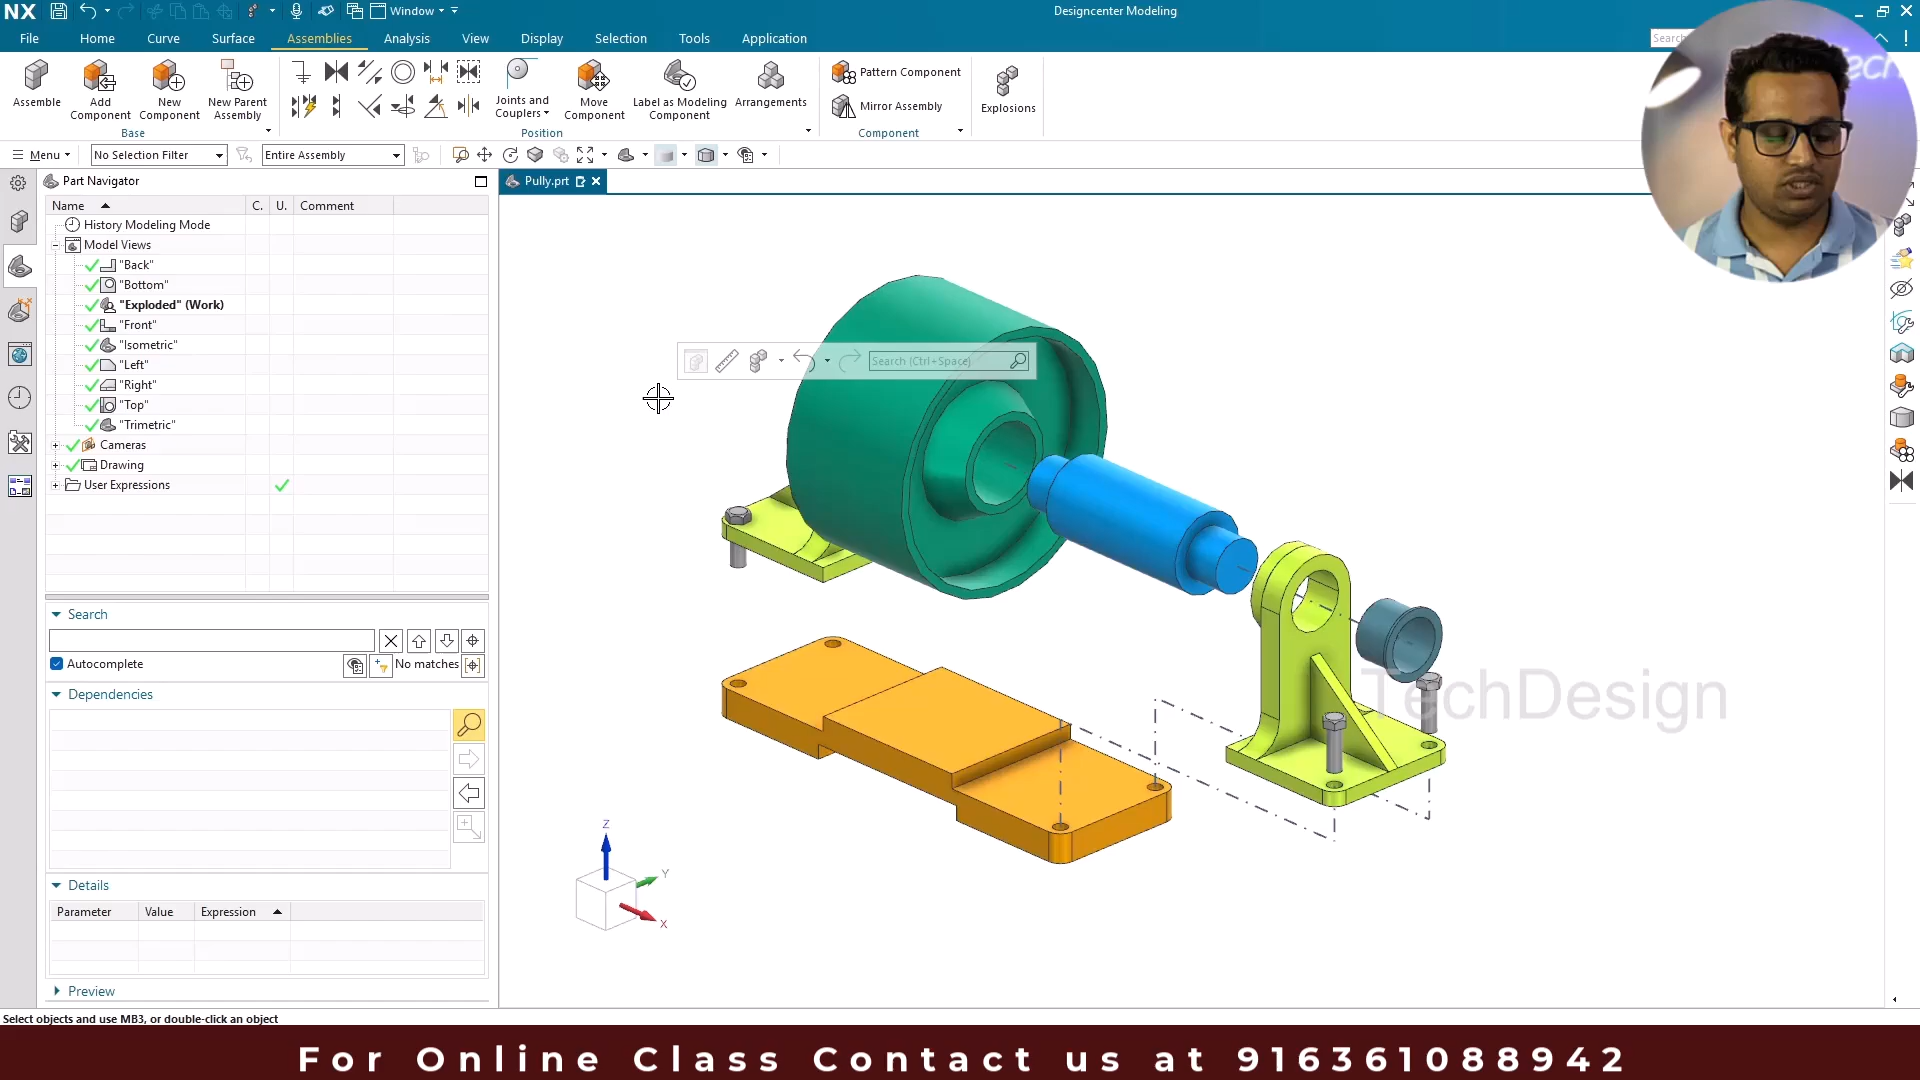 NX
Window
Designcenter Modeling
File
Home
Curve
Surface
Assemblies
Analysis
View
Display
Selection
Tools
Application
Search
Tech
Assemble
Add Component
New Component
New Parent Assembly
Joints and Couplers
Move Component
Label as Modeling Component
Arrangements
Pattern Component
Mirror Assembly
Explosions
Base
Position
Component
Menu
No Selection Filter
Entire Assembly
Part Navigator
Pully.prt
Name
C.
U.
Comment
History Modeling Mode
Model Views
"Back"
"Bottom"
"Exploded" (Work)
"Front"
"Isometric"
"Left"
"Right"
"Top"
"Trimetric"
Cameras
Drawing
User Expressions
Search (Ctrl+Space)
Search
Autocomplete
No matches
Dependencies
Details
Parameter
Value
Expression
Preview
Z
Y
X
TechDesign
Select objects and use MB3, or double-click an object
For Online Class Contact us at 916361088942